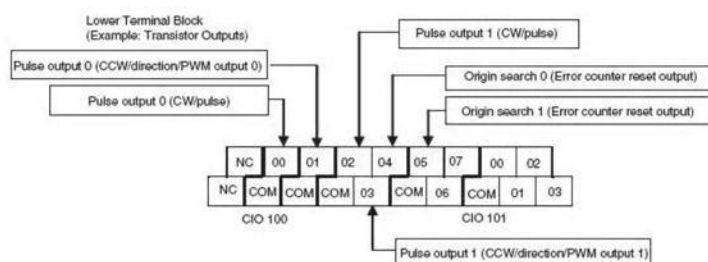 Lower Terminal Block
(Example: Transistor Outputs)
Pulse output 1 (CW/pulse)
Pulse output 0 (CCW/direction/PWM output 0)
Origin search 0 (Error counter reset output)
Pulse output 0 (CW/pulse)
Origin search 1 (Error counter reset output)
NC 00 01 02 04 05 07 00 02
NC COM COM COM 03 COM 06 COM 01 03
CIO 100 CIO 101
Pulse output 1 (CCW/direction/PWM output 1)